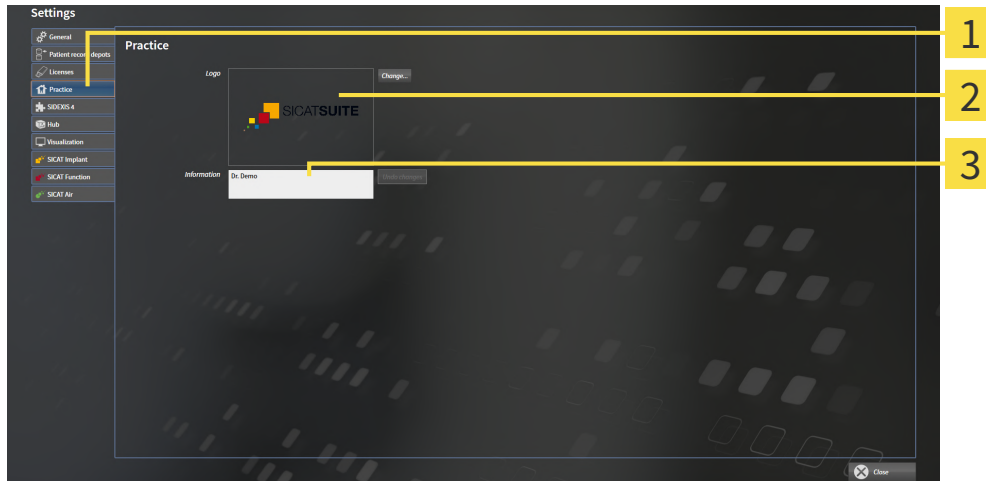 Settings
General
Patient record depots
Licenses
Practice
SIDEXIS 4
Hub
Visualization
SICAT Implant
SICAT Function
SICAT Air
Practice
Logo
SICATSUITE
Change...
Information
Dr. Demo
Undo changes
Close
1
2
3